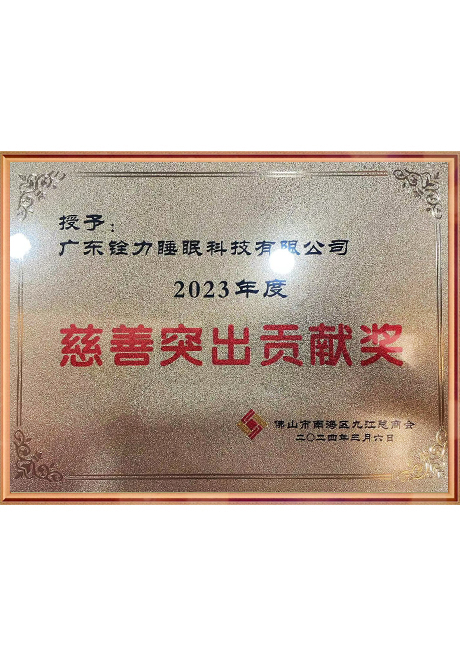 授予：
广东铨力睡眠科技有限公司
2023年度
慈善突出贡献奖
佛山市南海区九江总商会
二〇二四年三月六日